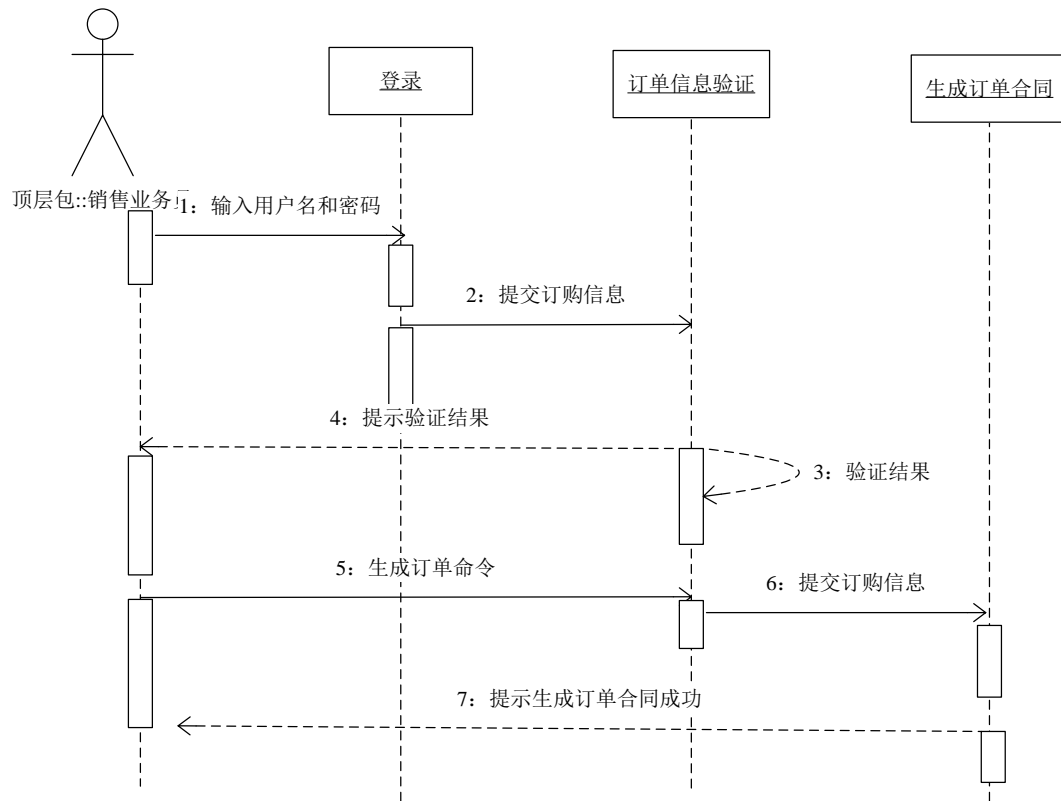 登录
订单信息验证
生成订单合同
顶层包::销售业务
1：输入用户名和密码
2：提交订购信息
4：提示验证结果
3：验证结果
5：生成订单命令
6：提交订购信息
7：提示生成订单合同成功